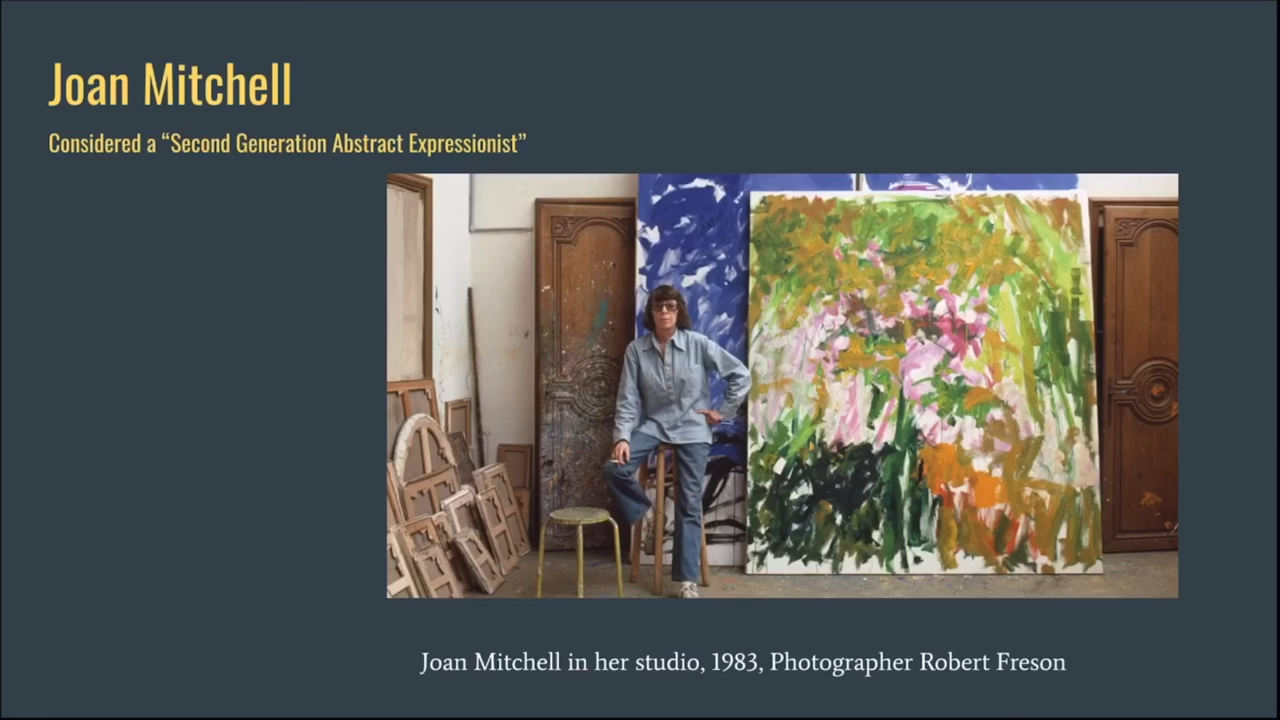 Joan Mitchell
Considered a “Second Generation Abstract Expressionist”
Joan Mitchell in her studio, 1983, Photographer Robert Freson